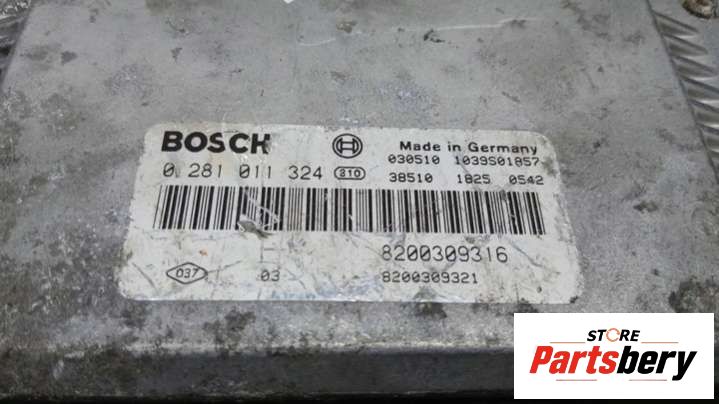 BOSCH
Made in Germany
030510 1039S01857
0 281 011 324 210
38510 1825 0542
8200309316
037 03 8200309321
STORE
Partsbery